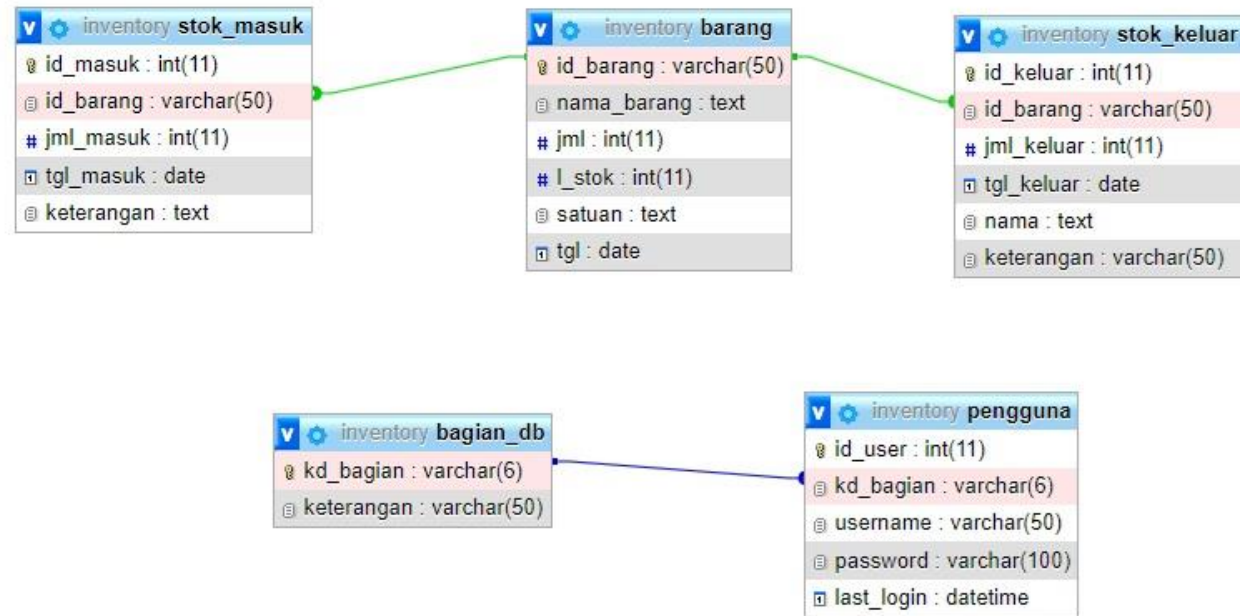 inventory stok_masuk
id_masuk : int(11)
id_barang : varchar(50)
# jml_masuk : int(11)
tgl_masuk : date
keterangan : text
inventory barang
id_barang : varchar(50)
nama_barang : text
# jml : int(11)
# l_stok : int(11)
satuan : text
tgl : date
inventory stok_keluar
id_keluar : int(11)
id_barang : varchar(50)
# jml_keluar : int(11)
tgl_keluar : date
nama : text
keterangan : varchar(50)
inventory bagian_db
kd_bagian : varchar(6)
keterangan : varchar(50)
inventory pengguna
id_user : int(11)
kd_bagian : varchar(6)
username : varchar(50)
password : varchar(100)
last_login : datetime